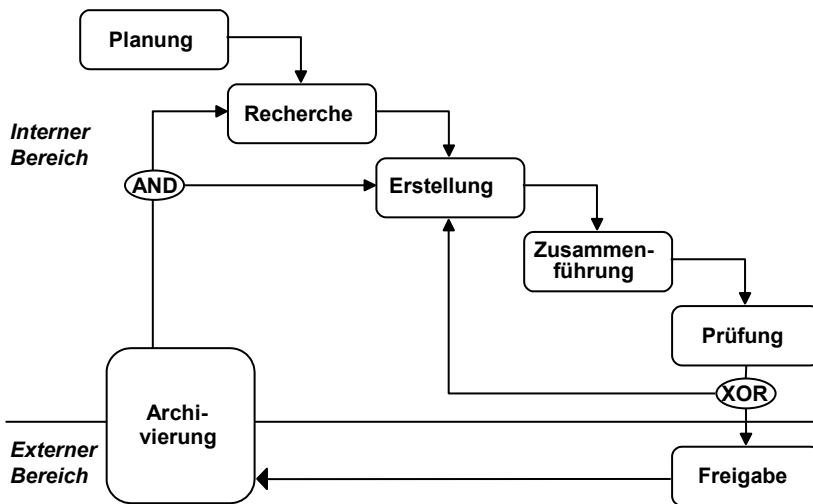 Planung
Recherche
Interner
Bereich
AND
Erstellung
Zusammen-
führung
Prüfung
XOR
Archi-
vierung
Externer
Bereich
Freigabe